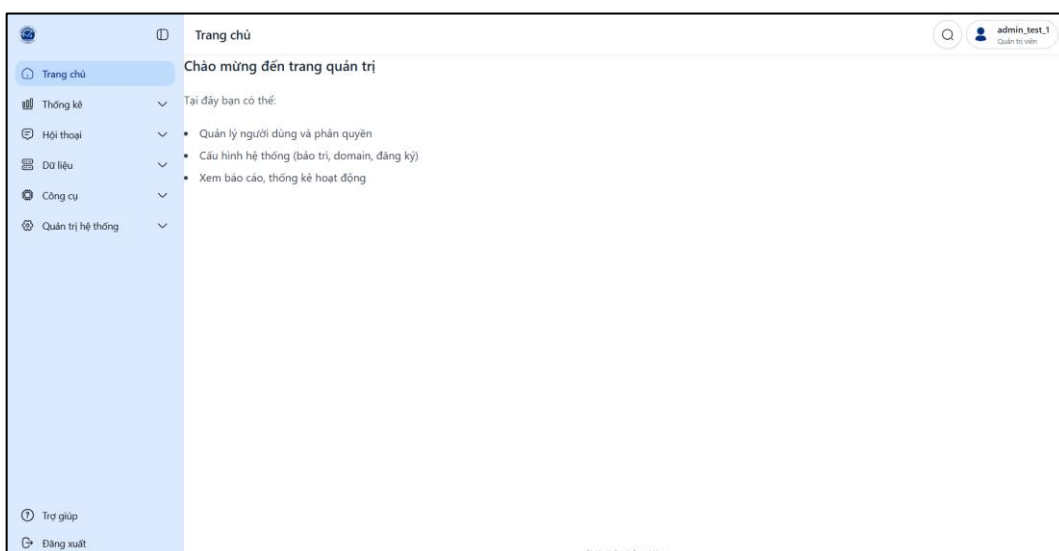 Trang chủ
admin_test_1
Quản trị viên
Trang chủ
Thống kê
Hội thoại
Dữ liệu
Công cụ
Quản trị hệ thống
Trợ giúp
Đăng xuất
Chào mừng đến trang quản trị
Tại đây bạn có thể:
• Quản lý người dùng và phân quyền
• Cấu hình hệ thống (bảo trì, domain, đăng ký)
• Xem báo cáo, thống kê hoạt động